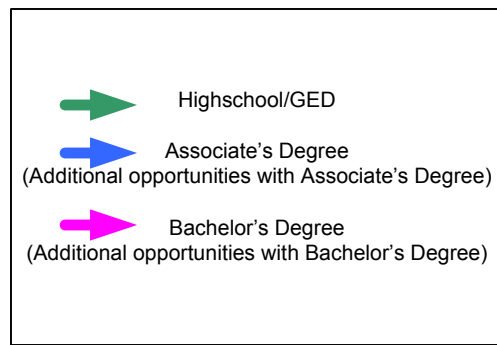 Highschool/GED
Associate's Degree
(Additional opportunities with Associate's Degree)
Bachelor's Degree
(Additional opportunities with Bachelor's Degree)